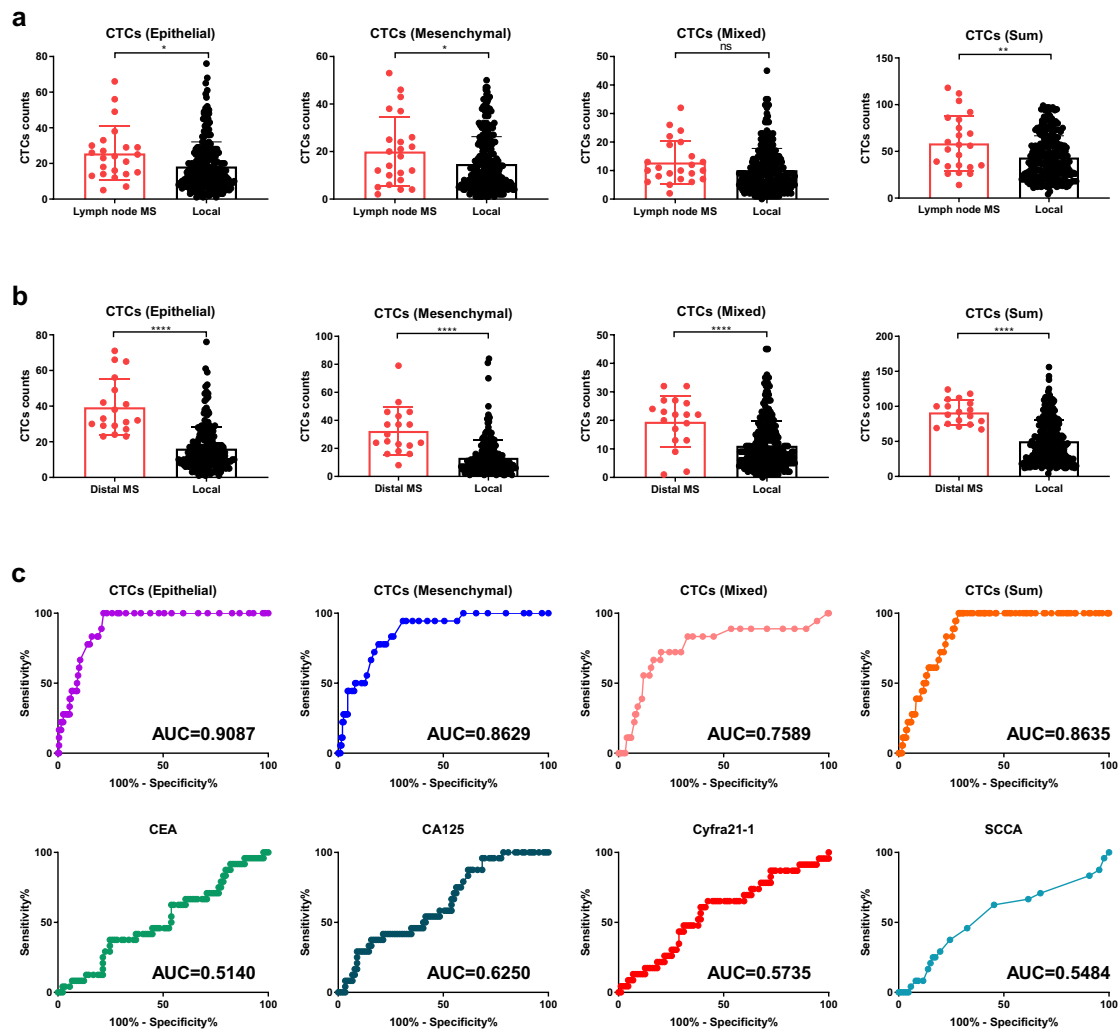 a
CTCs (Epithelial)
CTCs (Mesenchymal)
CTCs (Mixed)
CTCs (Sum)
*
*
ns
**
CTCs counts
80
60
40
20
0
Lymph node MS
Local
CTCs counts
60
40
20
0
Lymph node MS
Local
CTCs counts
50
40
30
20
10
0
Lymph node MS
Local
CTCs counts
150
100
50
0
Lymph node MS
Local
b
CTCs (Epithelial)
CTCs (Mesenchymal)
CTCs (Mixed)
CTCs (Sum)
****
****
****
****
CTCs counts
80
60
40
20
0
Distal MS
Local
CTCs counts
100
80
60
40
20
0
Distal MS
Local
CTCs counts
50
40
30
20
10
0
Distal MS
Local
CTCs counts
200
150
100
50
0
Distal MS
Local
c
CTCs (Epithelial)
Sensitivity%
100
50
0
AUC=0.9087
0
50
100
100% - Specificity%
CTCs (Mesenchymal)
Sensitivity%
100
50
0
AUC=0.8629
0
50
100
100% - Specificity%
CTCs (Mixed)
Sensitivity%
100
50
0
AUC=0.7589
0
50
100
100% - Specificity%
CTCs (Sum)
Sensitivity%
100
50
0
AUC=0.8635
0
50
100
100% - Specificity%
CEA
Sensitivity%
100
50
0
AUC=0.5140
0
50
100
100% - Specificity%
CA125
Sensitivity%
100
50
0
AUC=0.6250
0
50
100
100% - Specificity%
Cyfra21-1
Sensitivity%
100
50
0
AUC=0.5735
0
50
100
100% - Specificity%
SCCA
Sensitivity%
100
50
0
AUC=0.5484
0
50
100
100% - Specificity%